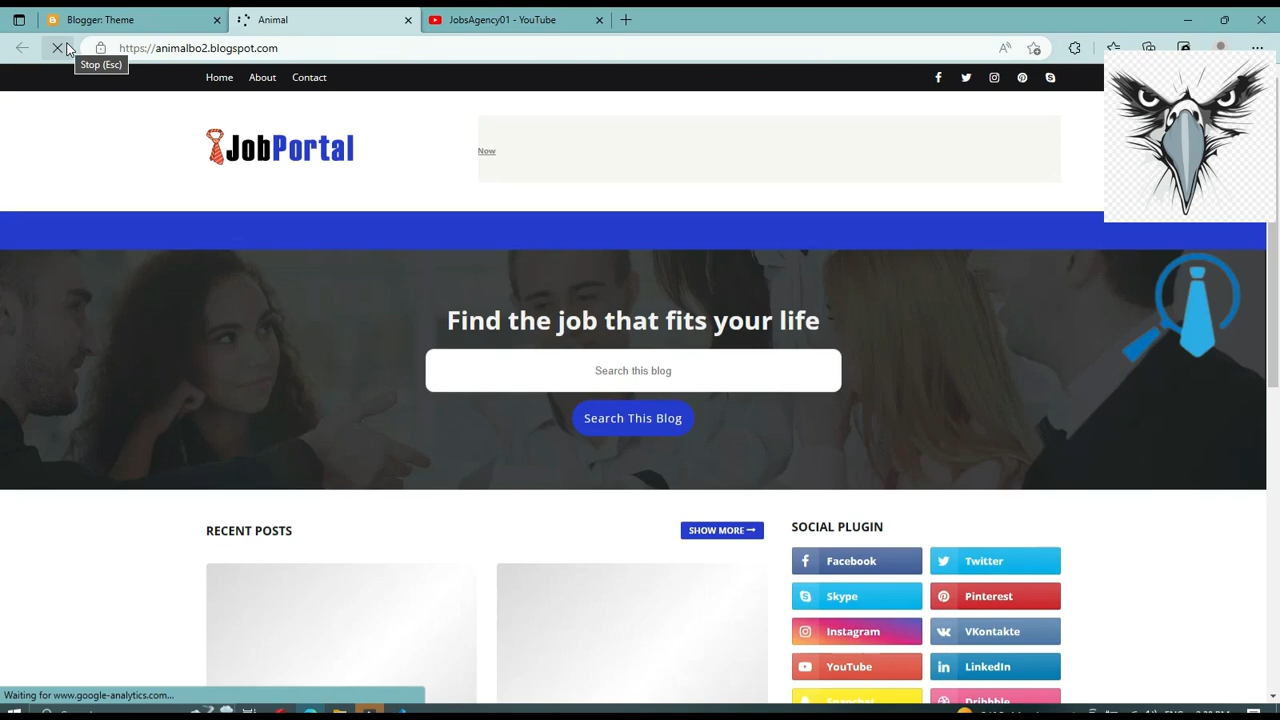 Blogger: Theme
Animal
JobsAgency01 - YouTube
https://animalbo2.blogspot.com
Stop (Esc)
Home About Contact
JobPortal
Now
Find the job that fits your life
Search this blog
Search This Blog
RECENT POSTS
SHOW MORE
SOCIAL PLUGIN
Facebook
Twitter
Skype
Pinterest
Instagram
VKontakte
YouTube
LinkedIn
Snapchat
Dribbble
Waiting for www.google-analytics.com...